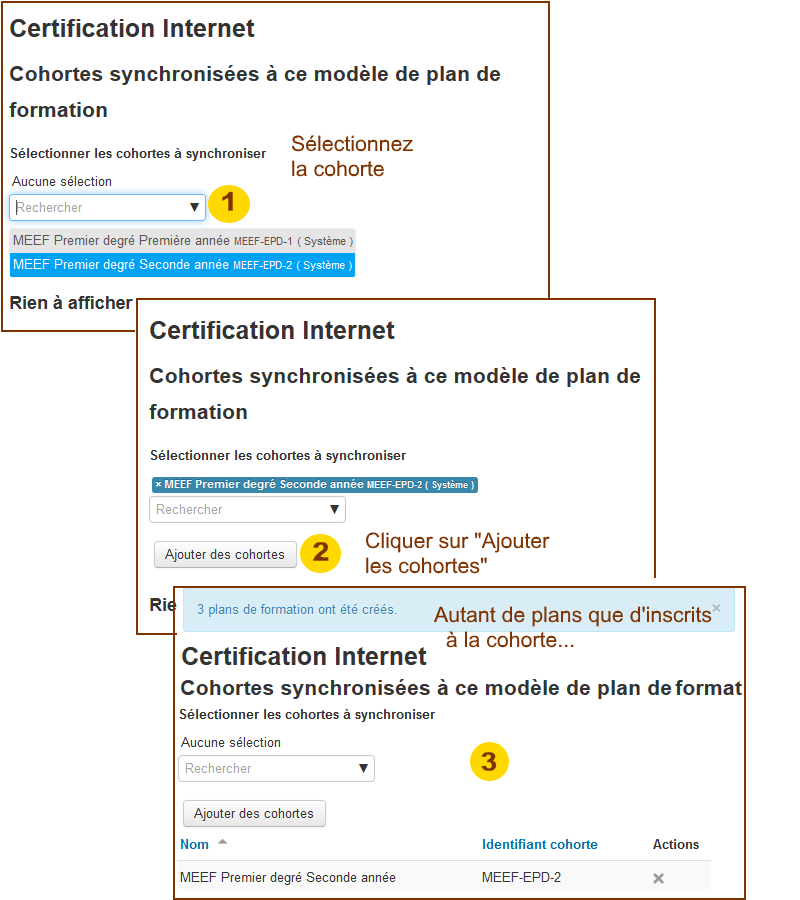 Certification Internet
Cohortes synchronisées à ce modèle de plan de
formation
Sélectionner les cohortes à synchroniser
Sélectionnez
la cohorte
Aucune sélection
Rechercher ▼
1
MEEF Premier degré Première année MEEF-EPD-1 ( Système )
MEEF Premier degré Seconde année MEEF-EPD-2 ( Système )
Rien à afficher
Certification Internet
Cohortes synchronisées à ce modèle de plan de
formation
Sélectionner les cohortes à synchroniser
× MEEF Premier degré Seconde année MEEF-EPD-2 ( Système )
Rechercher ▼
Ajouter des cohortes
2
Cliquer sur "Ajouter
les cohortes"
Rie
3 plans de formation ont été créés.
×
Autant de plans que d'inscrits
à la cohorte...
Certification Internet
Cohortes synchronisées à ce modèle de plan de format
Sélectionner les cohortes à synchroniser
Aucune sélection
Rechercher ▼
3
Ajouter des cohortes
Nom Identifiant cohorte Actions
MEEF Premier degré Seconde année MEEF-EPD-2 ×